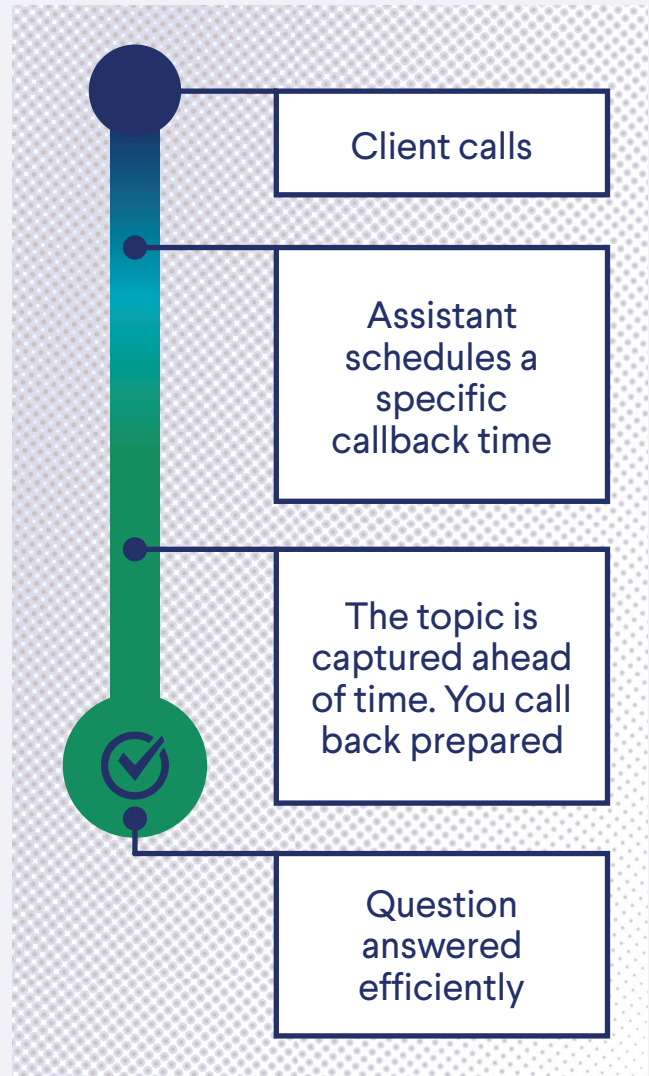 Client calls
Assistant
schedules a
specific
callback time
The topic is
captured ahead
of time. You call
back prepared
Question
answered
efficiently